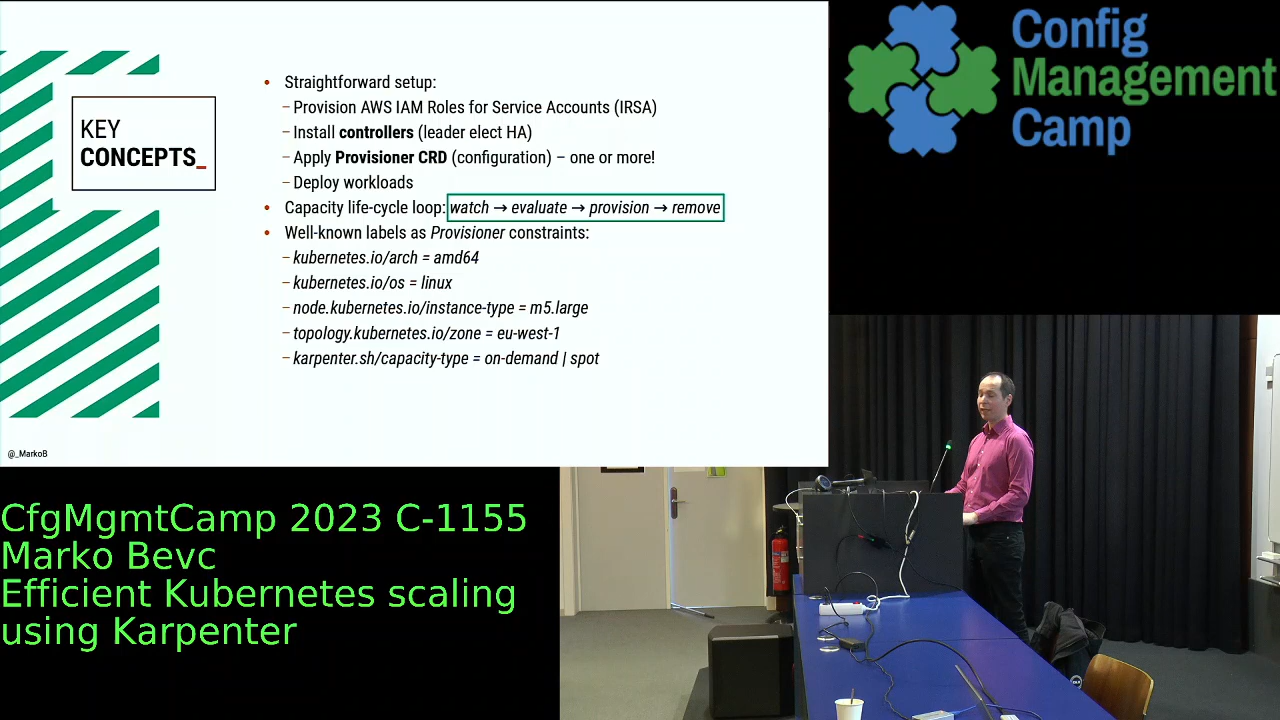 KEY
CONCEPTS_
• Straightforward setup:
– Provision AWS IAM Roles for Service Accounts (IRSA)
– Install controllers (leader elect HA)
– Apply Provisioner CRD (configuration) – one or more!
– Deploy workloads
• Capacity life-cycle loop: watch → evaluate → provision → remove
• Well-known labels as Provisioner constraints:
– kubernetes.io/arch = amd64
– kubernetes.io/os = linux
– node.kubernetes.io/instance-type = m5.large
– topology.kubernetes.io/zone = eu-west-1
– karpenter.sh/capacity-type = on-demand | spot
@_MarkoB
Config
Management
Camp
CfgMgmtCamp 2023 C-1155
Marko Bevc
Efficient Kubernetes scaling
using Karpenter